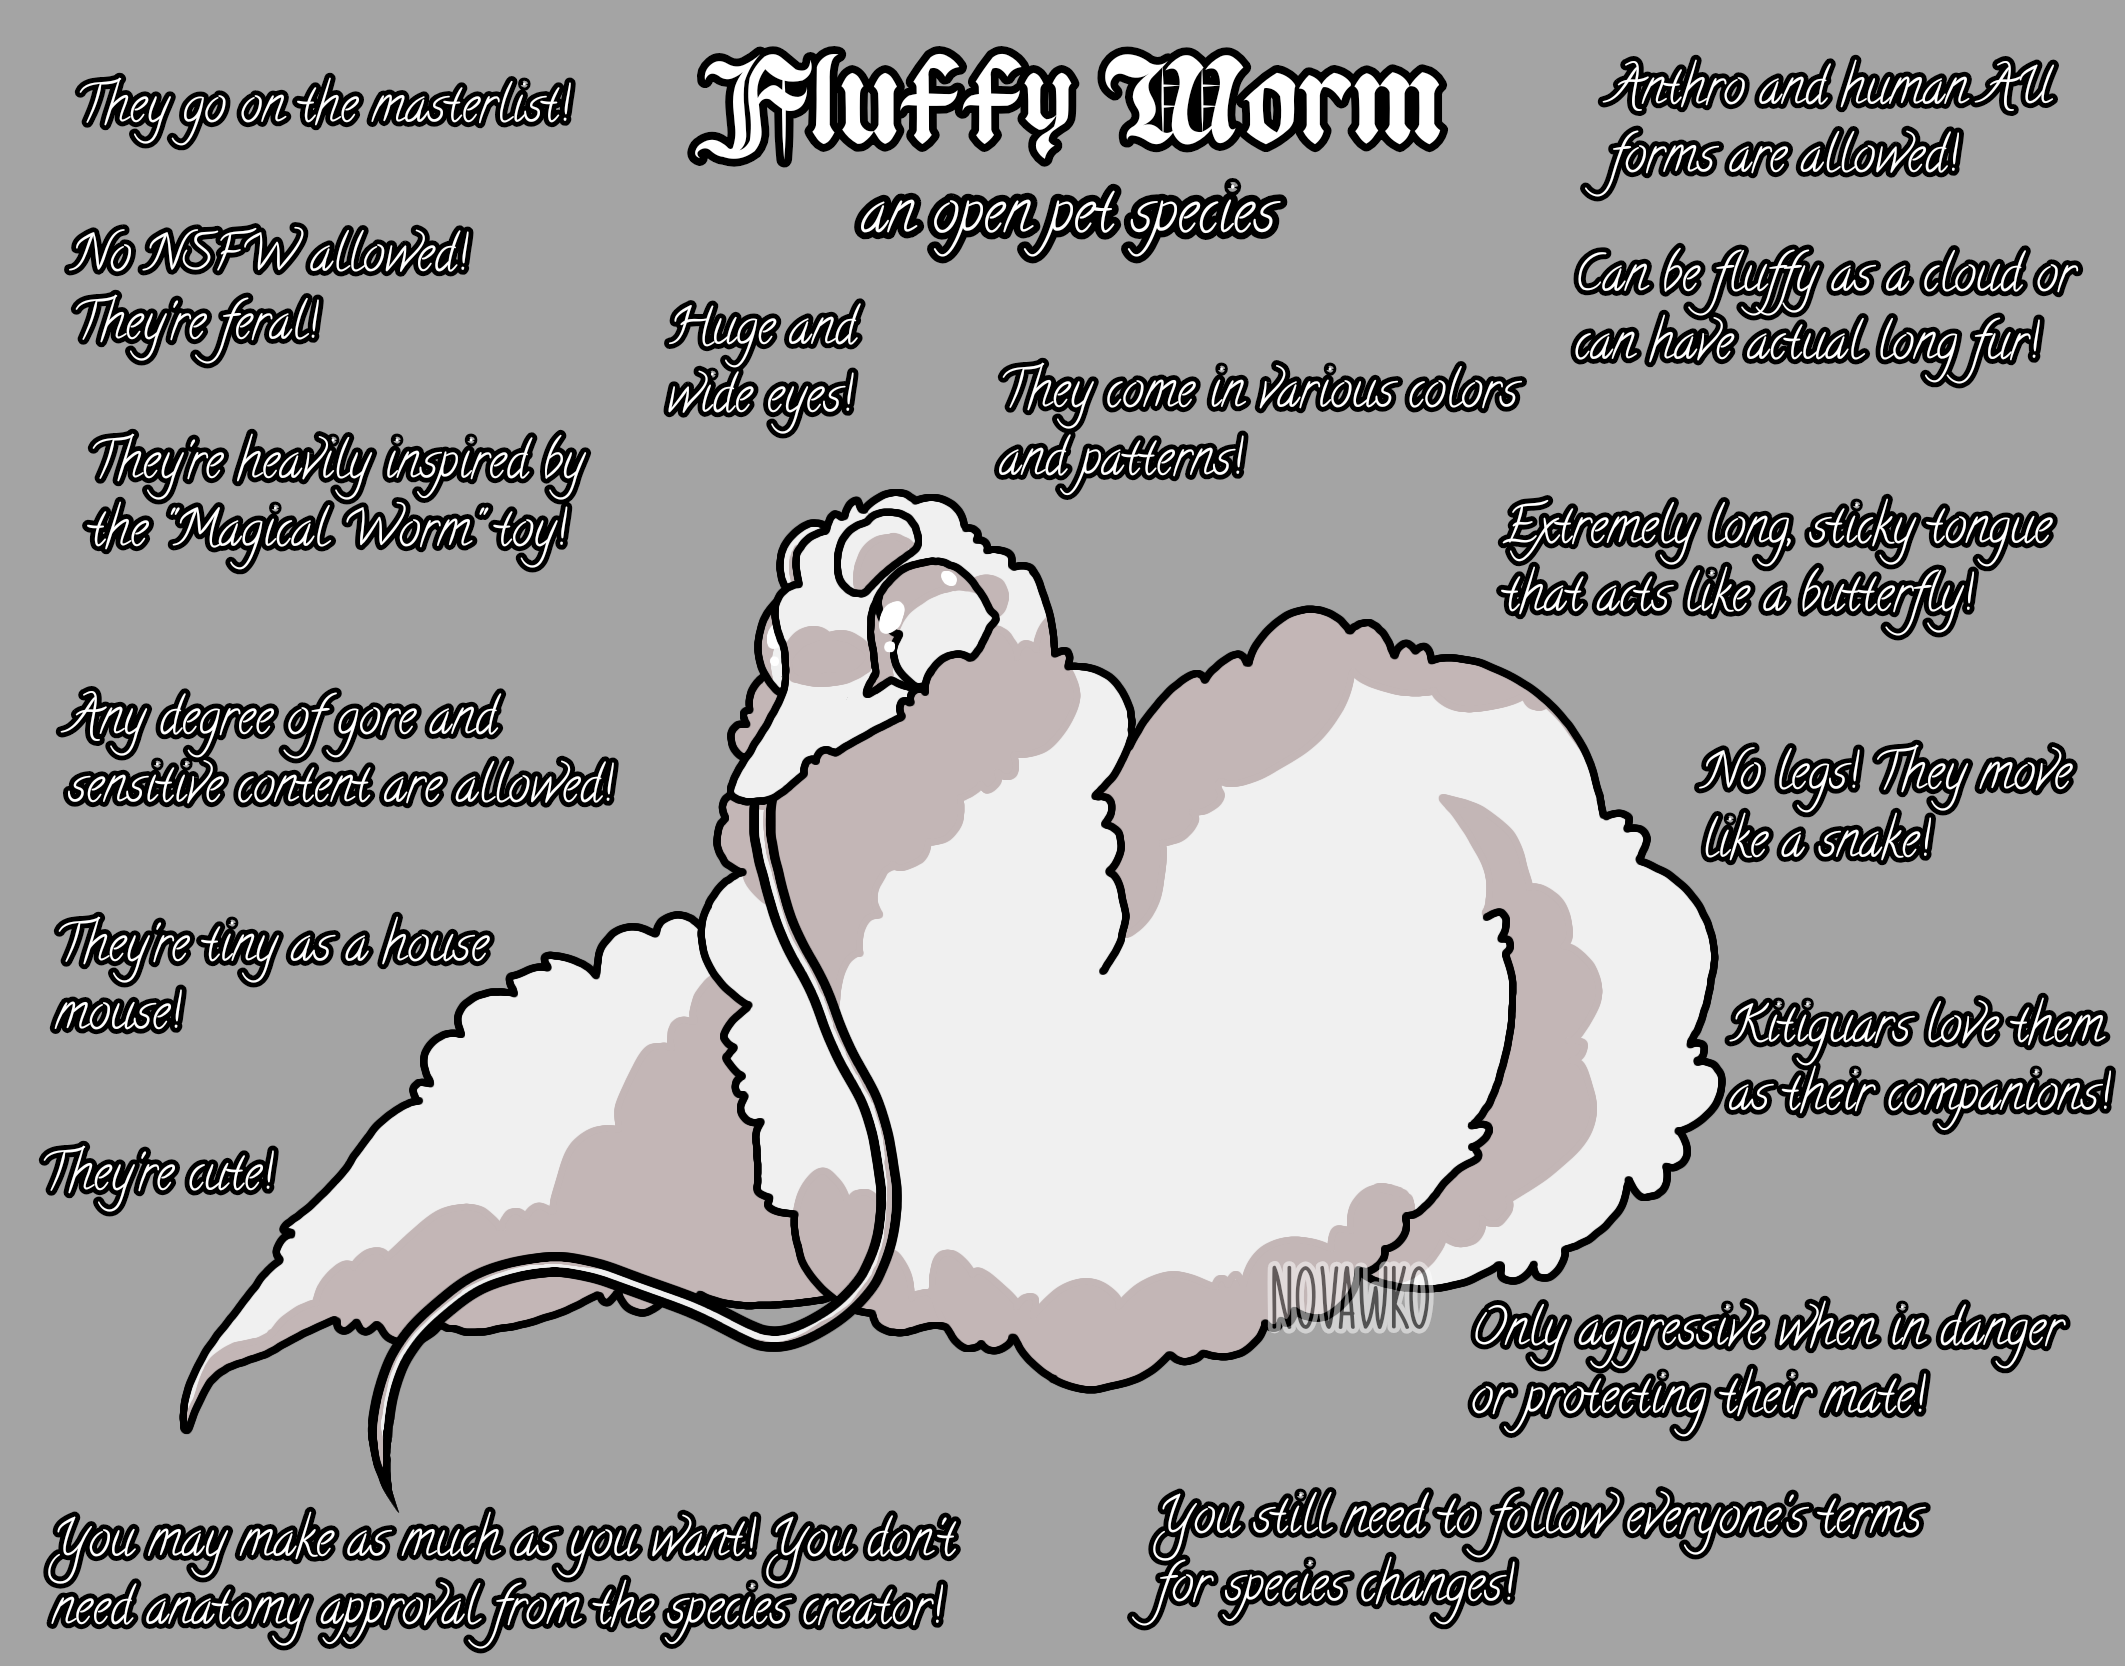 Fluffy Worm
an open pet species
They go on the masterlist!
No NSFW allowed!
They're feral!
They're heavily inspired by
the "Magical Worm" toy!
Any degree of gore and
sensitive content are allowed!
They're tiny as a house
mouse!
They're cute!
You may make as much as you want! You don't
need anatomy approval from the species creator!
Huge and
wide eyes!
They come in various colors
and patterns!
Anthro and human AU
forms are allowed!
Can be fluffy as a cloud or
can have actual long fur!
Extremely long, sticky tongue
that acts like a butterfly!
No legs! They move
like a snake!
Kitiguars love them
as their companions!
NOVAWKO
Only aggressive when in danger
or protecting their mate!
You still need to follow everyone's terms
for species changes!